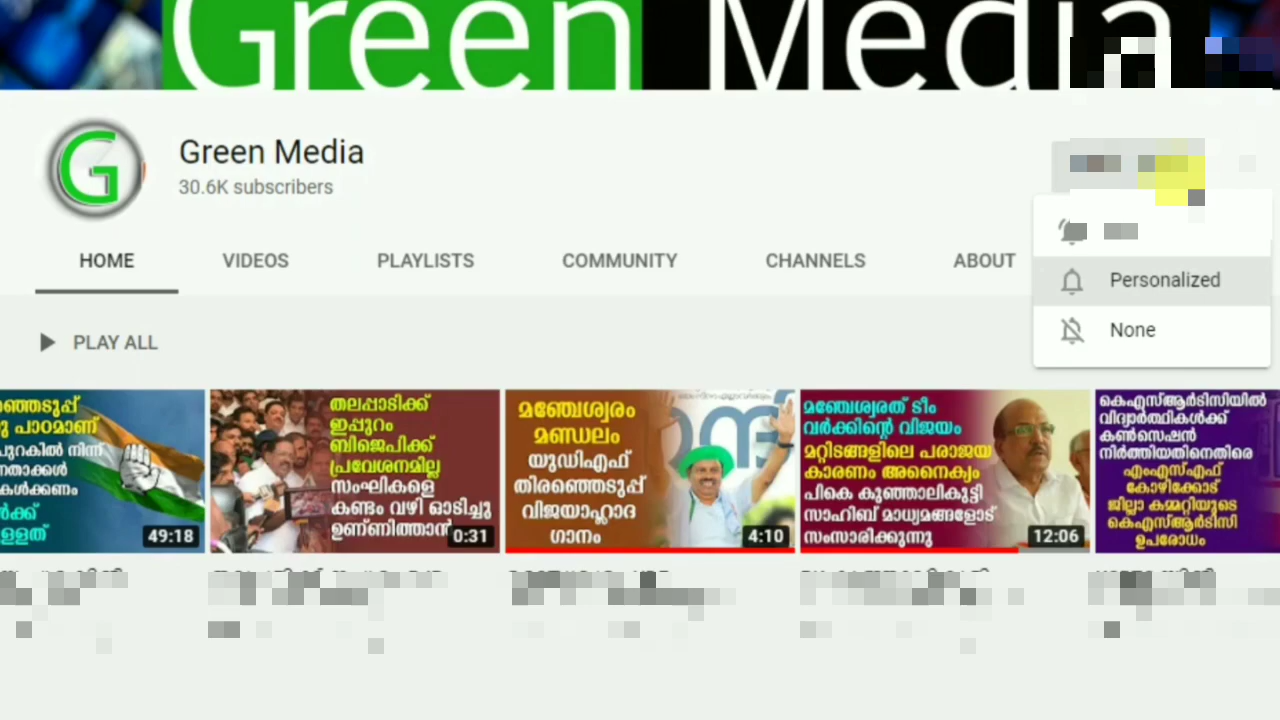 Green Media
Green Media
30.6K subscribers
HOME
VIDEOS
PLAYLISTS
COMMUNITY
CHANNELS
ABOUT
Personalized
None
PLAY ALL
പാഠമാണ്
പുറകിൽ നിന്ന്
49:18
തലപ്പാടിക്ക്
ഇപ്പുറം
ബിജെപിക്ക്
പ്രവേശനമില്ല
സംഘികളെ
കണ്ടം വഴി ഓടിച്ചു
ഉണ്ണിത്താൻ
0:31
മഞ്ചേശ്വരം
മണ്ഡലം
യുഡിഎഫ്
തിരഞ്ഞെടുപ്പ്
വിജയാഹ്ലാദ
ഗാനം
4:10
മഞ്ചേശ്വരത് ടീം
വർക്കിന്റെ വിജയം
മറ്റിടങ്ങളിലെ പരാജയ
കാരണം അനൈക്യം
പികെ കുഞ്ഞാലികുട്ടി
സാഹിബ് മാധ്യമങ്ങളോട്
സംസാരിക്കുന്നു
12:06
കെഎസ്ആർടിസിയിൽ
വിദ്യാർത്ഥികൾക്ക്
കൺസെഷൻ
നിർത്തിയതിനെതിരെ
എംഎസ്എഫ്
കോഴിക്കോട്
ജില്ലാ കമ്മറ്റിയുടെ
കെഎസ്ആർടിസി
ഉപരോധം